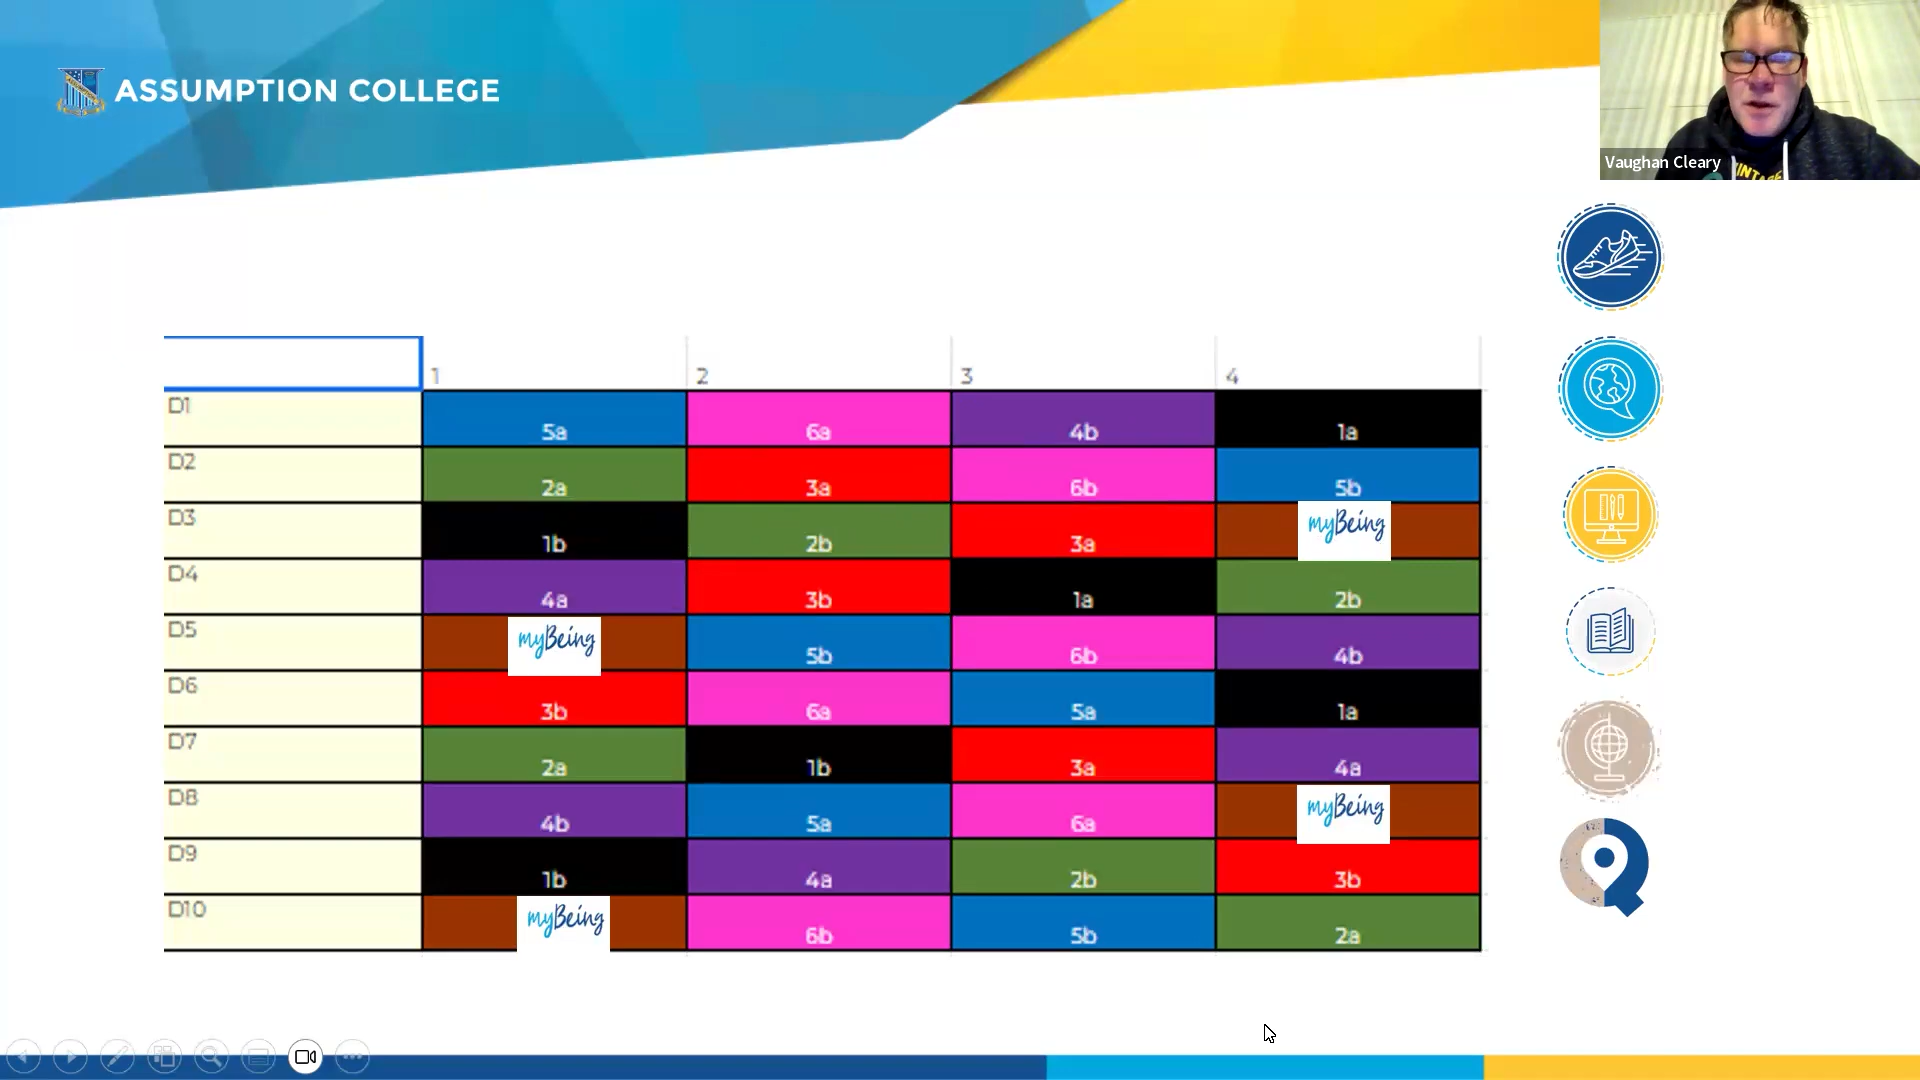 ASSUMPTION COLLEGE
Vaughan Cleary
1 2 3 4
D1 5a 6a 4b 1a
D2 2a 3a 6b 5b
D3 1b 2b 3a myBeing
D4 4a 3b 1a 2b
D5 myBeing 5b 6b 4b
D6 3b 6a 5a 1a
D7 2a 1b 3a 4a
D8 4b 5a 6a myBeing
D9 1b 4a 2b 3b
D10 myBeing 6b 5b 2a